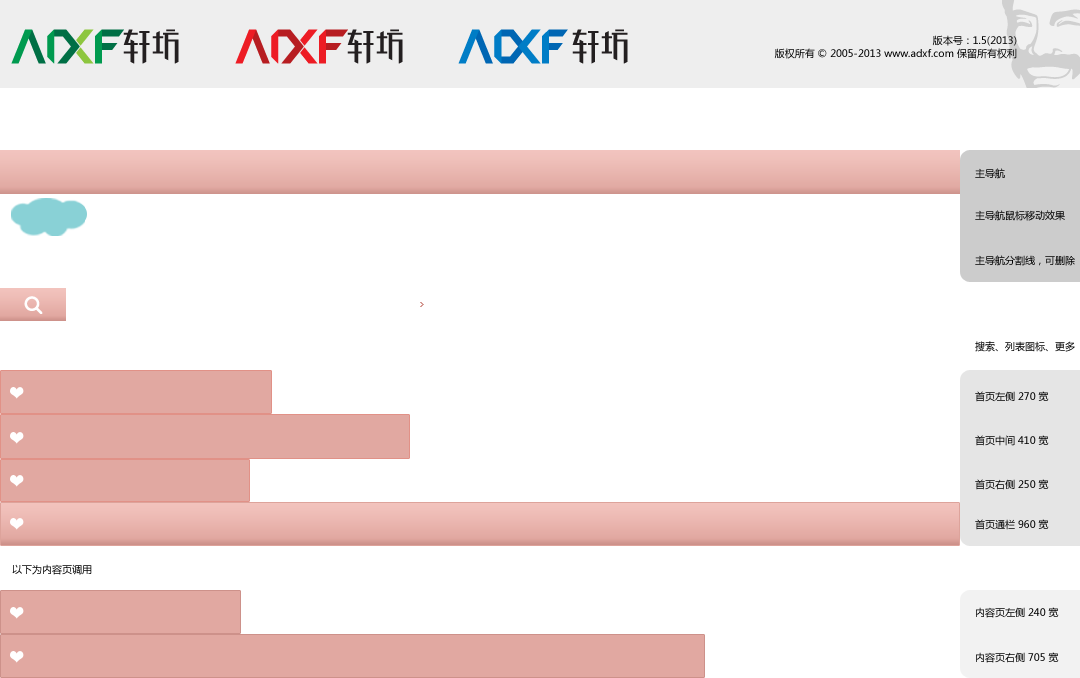 ADXF轩坊
ADXF轩坊
ADXF轩坊
版本号：1.5(2013)
版权所有 © 2005-2013 www.adxf.com 保留所有权利
主导航
主导航鼠标移动效果
主导航分割线，可删除
>
搜索、列表图标、更多
首页左侧 270 宽
首页中间 410 宽
首页右侧 250 宽
首页通栏 960 宽
以下为内容页调用
内容页左侧 240 宽
内容页右侧 705 宽